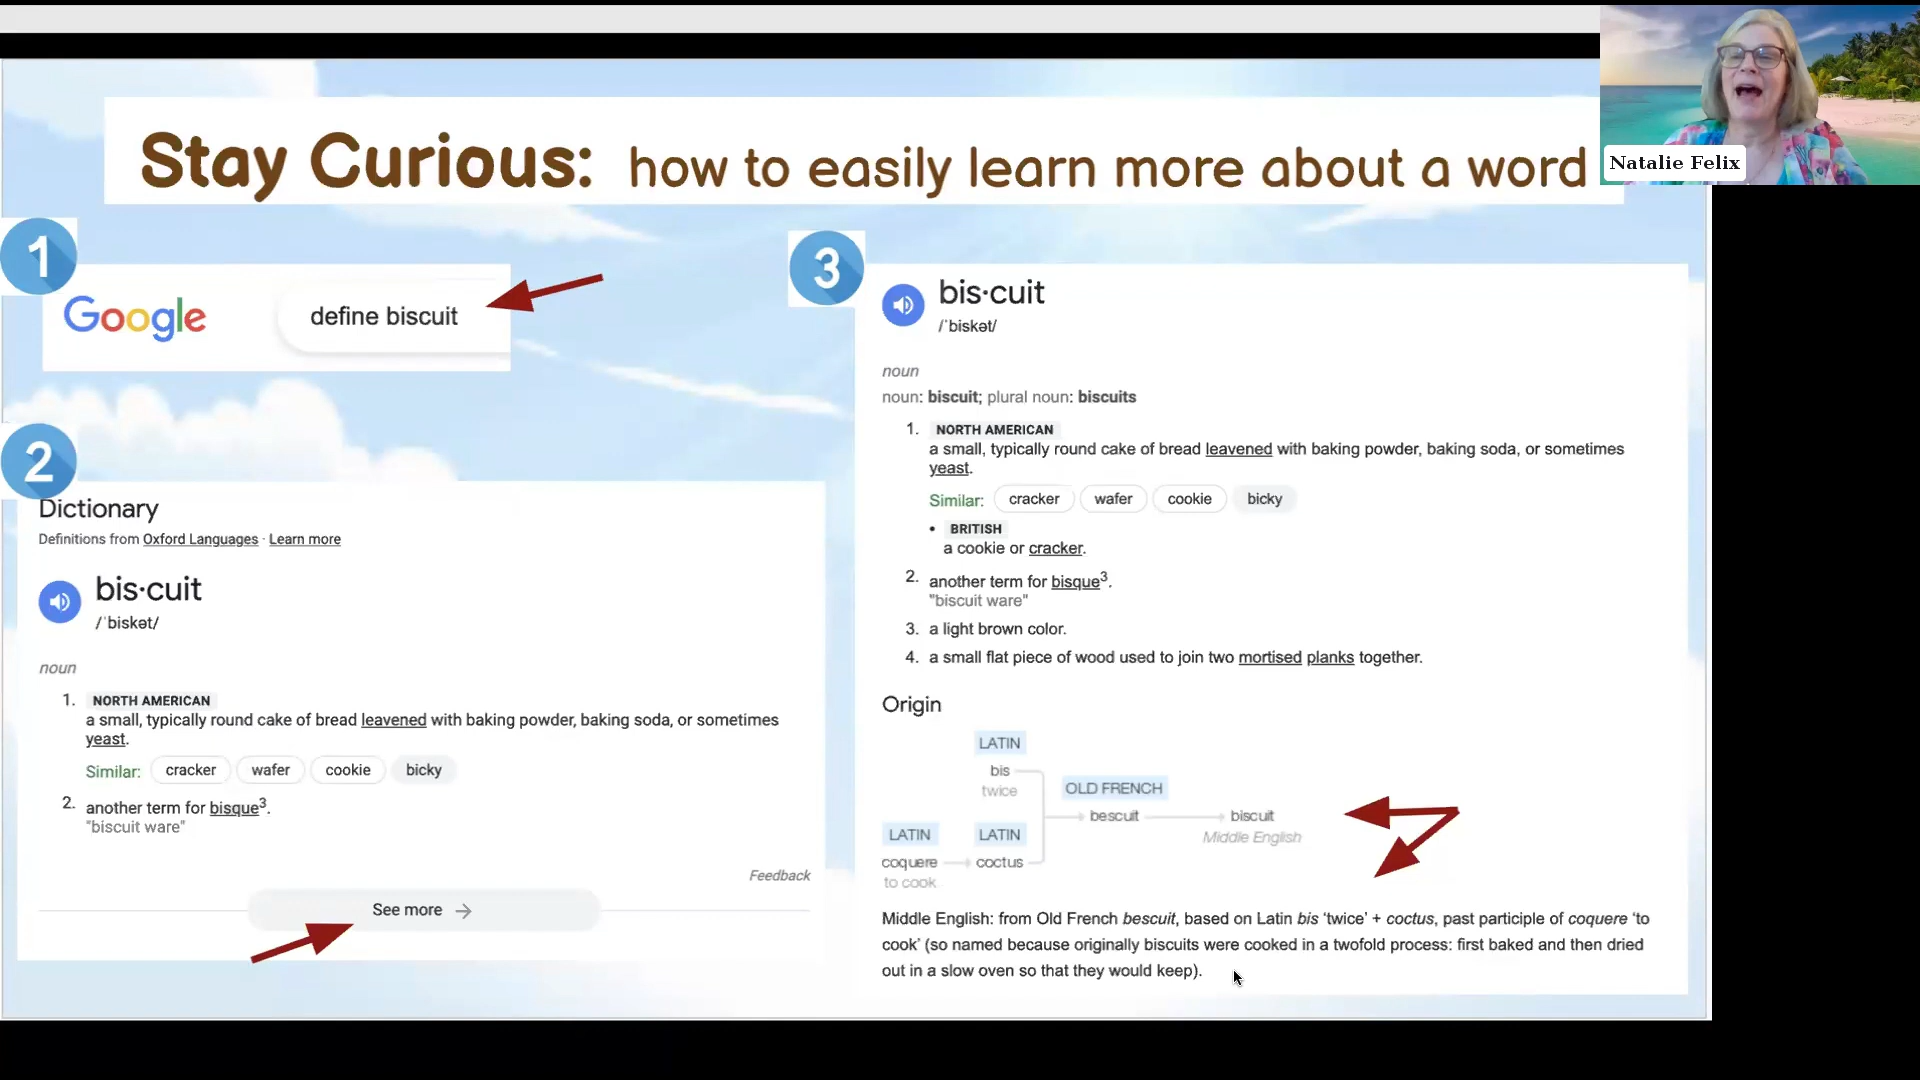 Stay Curious: how to easily learn more about a word
Natalie Felix
1
Google
define biscuit
2
Dictionary
Definitions from Oxford Languages · Learn more
bis·cuit
/ˈbiskət/
noun
1. NORTH AMERICAN
a small, typically round cake of bread leavened with baking powder, baking soda, or sometimes
yeast.
Similar: cracker wafer cookie bicky
2. another term for bisque3.
"biscuit ware"
Feedback
See more →
3
bis·cuit
/ˈbiskət/
noun
noun: biscuit; plural noun: biscuits
1. NORTH AMERICAN
a small, typically round cake of bread leavened with baking powder, baking soda, or sometimes
yeast.
Similar: cracker wafer cookie bicky
• BRITISH
a cookie or cracker.
2. another term for bisque3.
"biscuit ware"
3. a light brown color.
4. a small flat piece of wood used to join two mortised planks together.
Origin
LATIN
bis
twice
OLD FRENCH
bescuit
biscuit
Middle English
LATIN LATIN
coquere coctus
to cook
Middle English: from Old French bescuit, based on Latin bis ‘twice’ + coctus, past participle of coquere ‘to
cook’ (so named because originally biscuits were cooked in a twofold process: first baked and then dried
out in a slow oven so that they would keep).